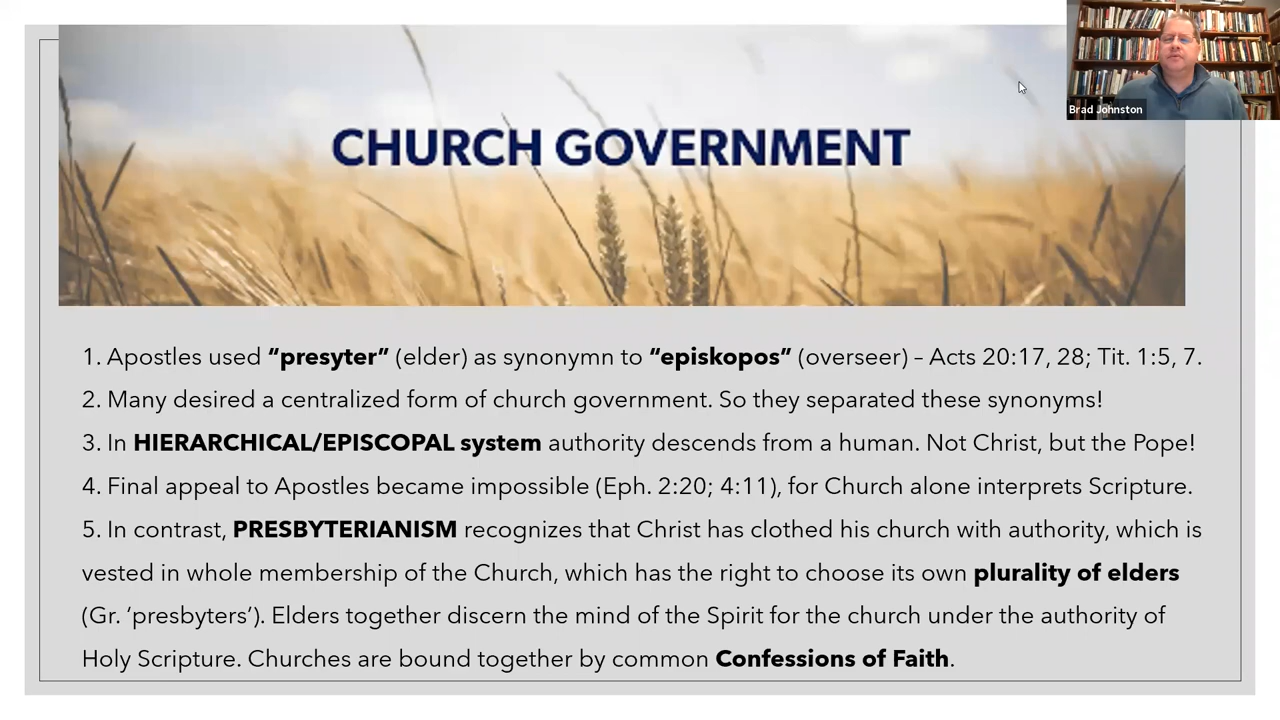 Brad Johnston
CHURCH GOVERNMENT
1. Apostles used “presyter” (elder) as synonymn to “episkopos” (overseer) – Acts 20:17, 28; Tit. 1:5, 7.
2. Many desired a centralized form of church government. So they separated these synonyms!
3. In HIERARCHICAL/EPISCOPAL system authority descends from a human. Not Christ, but the Pope!
4. Final appeal to Apostles became impossible (Eph. 2:20; 4:11), for Church alone interprets Scripture.
5. In contrast, PRESBYTERIANISM recognizes that Christ has clothed his church with authority, which is
vested in whole membership of the Church, which has the right to choose its own plurality of elders
(Gr. ‘presbyters’). Elders together discern the mind of the Spirit for the church under the authority of
Holy Scripture. Churches are bound together by common Confessions of Faith.